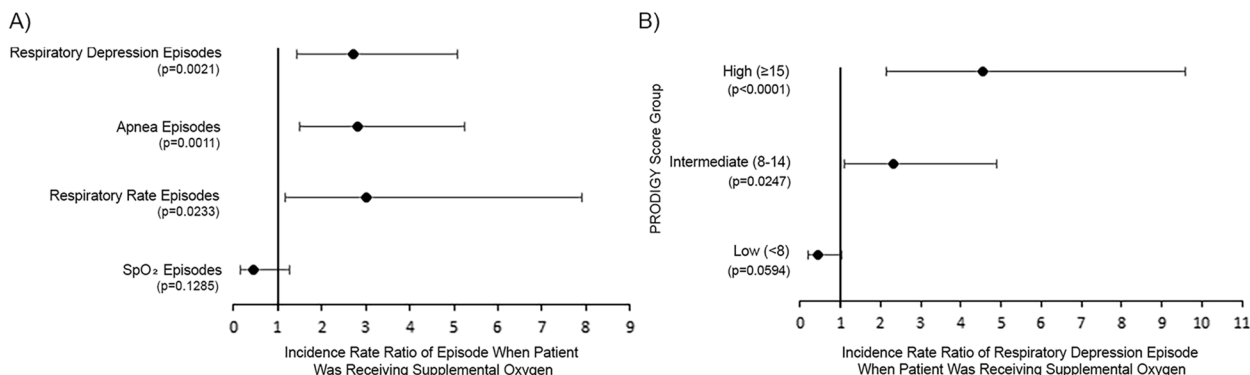 A)
Respiratory Depression Episodes
(p=0.0021)
Apnea Episodes
(p=0.0011)
Respiratory Rate Episodes
(p=0.0233)
SpO₂ Episodes
(p=0.1285)
0 1 2 3 4 5 6 7 8 9
Incidence Rate Ratio of Episode When Patient
Was Receiving Supplemental Oxygen
B)
PRODIGY Score Group
High (≥15)
(p<0.0001)
Intermediate (8-14)
(p=0.0247)
Low (<8)
(p=0.0594)
0 1 2 3 4 5 6 7 8 9 10 11
Incidence Rate Ratio of Respiratory Depression Episode
When Patient Was Receiving Supplemental Oxygen